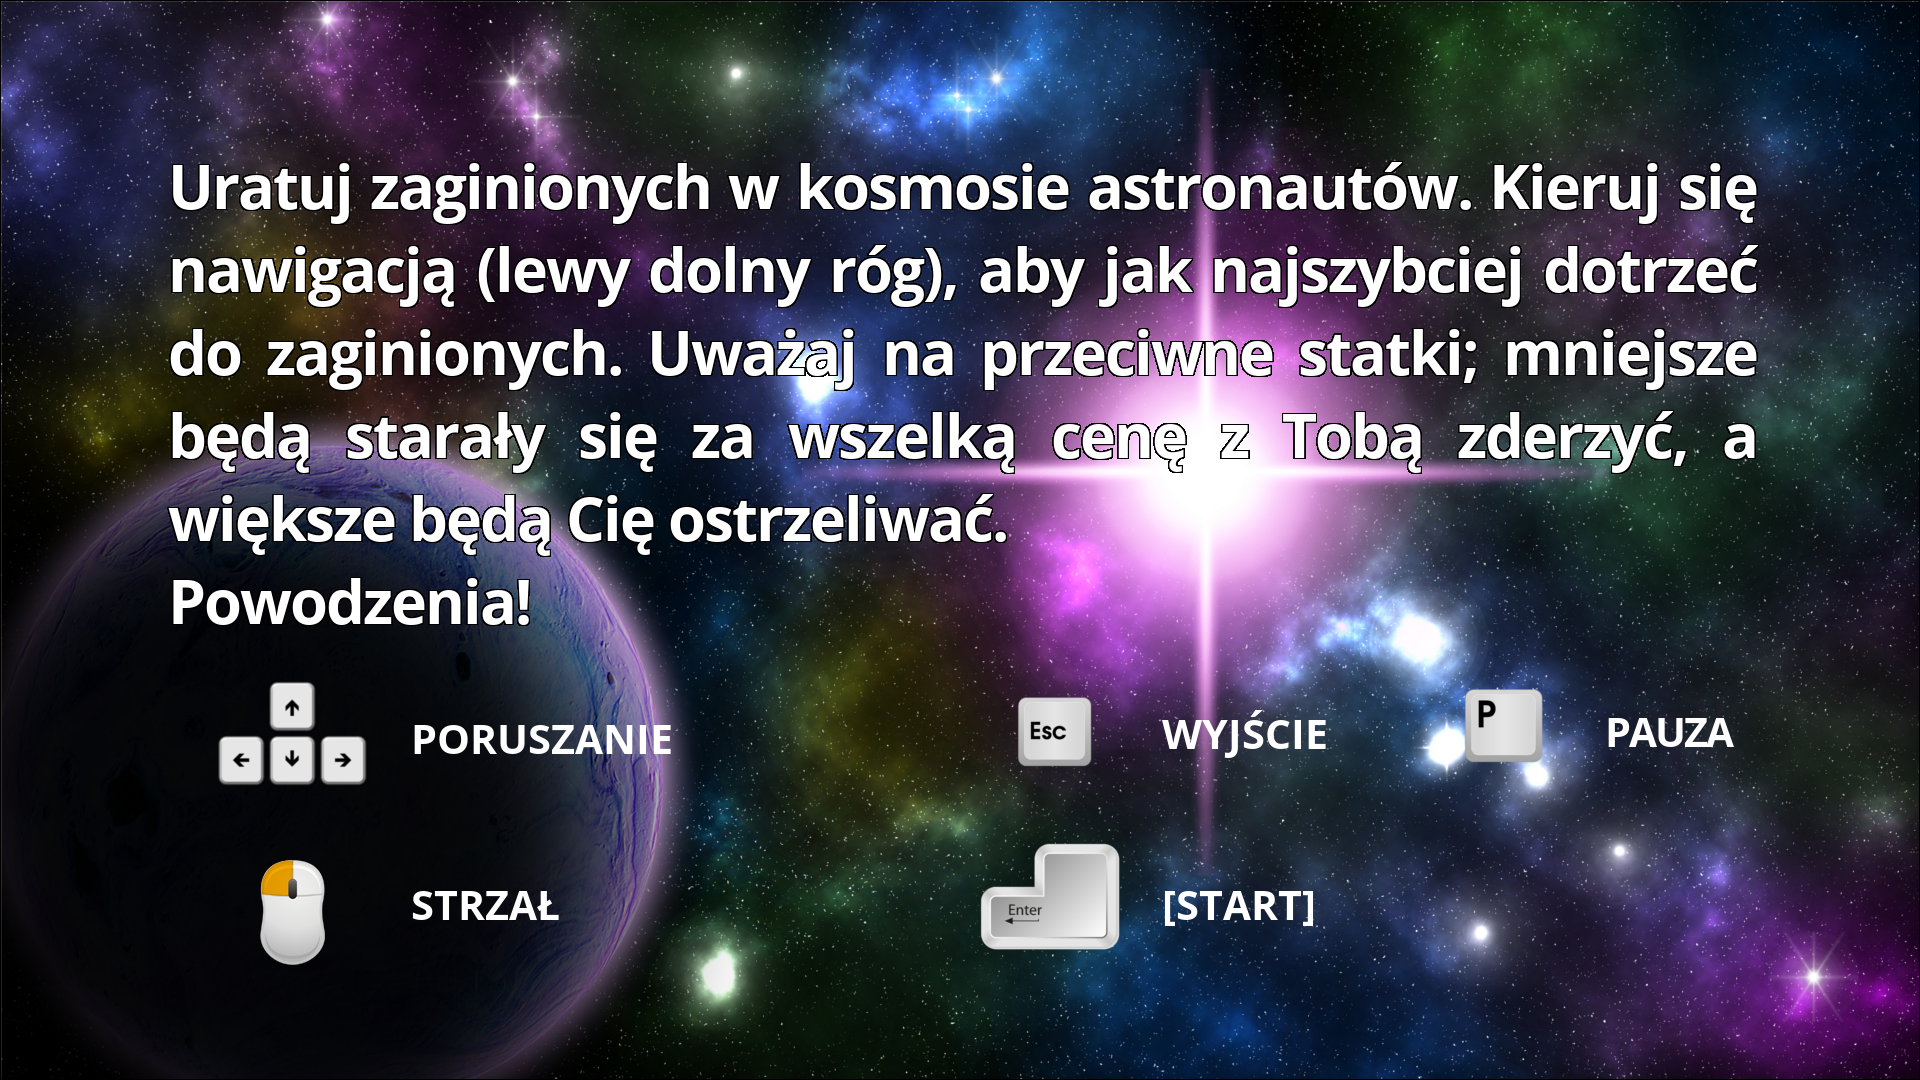 Uratuj zaginionych w kosmosie astronautów. Kieruj się
nawigacją (lewy dolny róg), aby jak najszybciej dotrzeć
do zaginionych. Uważaj na przeciwne statki; mniejsze
będą starały się za wszelką cenę z Tobą zderzyć, a
większe będą Cię ostrzeliwać.
Powodzenia!
PORUSZANIE
Esc WYJŚCIE
P PAUZA
STRZAŁ
Enter [START]